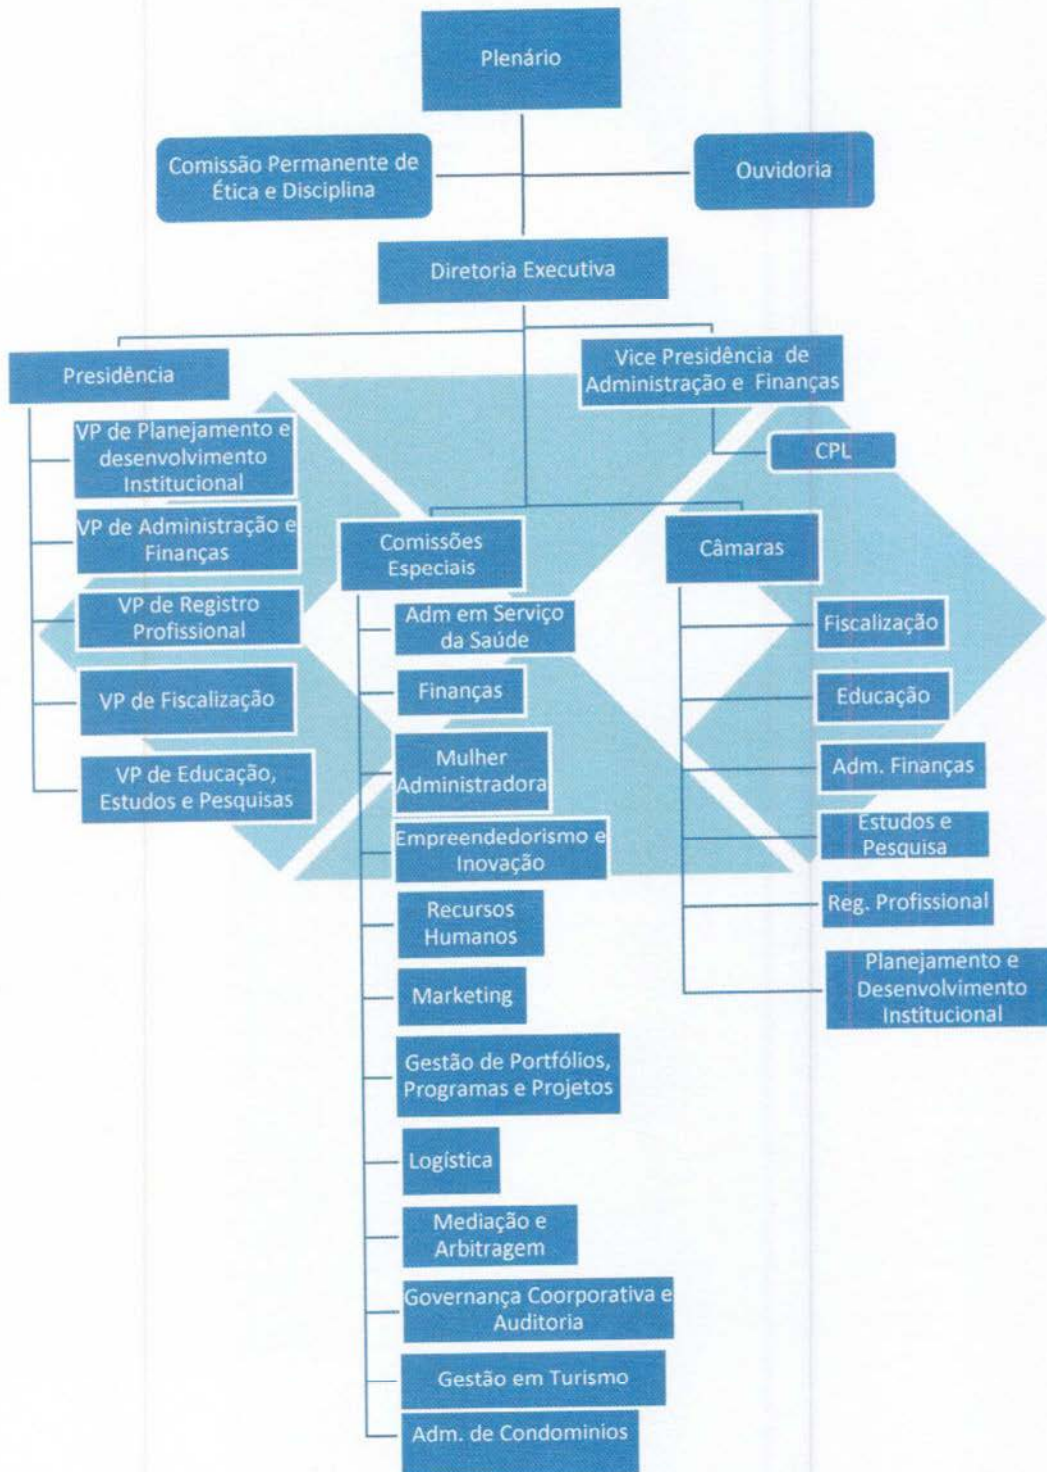 Plenário
Comissão Permanente de
Ética e Disciplina
Ouvidoria
Diretoria Executiva
Presidência
VP de Planejamento e
desenvolvimento
Institucional
VP de Administração e
Finanças
VP de Registro
Profissional
VP de Fiscalização
VP de Educação,
Estudos e Pesquisas
Vice Presidência de
Administração e Finanças
CPL
Comissões
Especiais
Adm em Serviço
da Saúde
Finanças
Mulher
Administradora
Empreendedorismo e
Inovação
Recursos
Humanos
Marketing
Gestão de Portfólios,
Programas e Projetos
Logística
Mediação e
Arbitragem
Governança Coorporativa e
Auditoria
Gestão em Turismo
Adm. de Condominios
Câmaras
Fiscalização
Educação
Adm. Finanças
Estudos e
Pesquisa
Reg. Profissional
Planejamento e
Desenvolvimento
Institucional